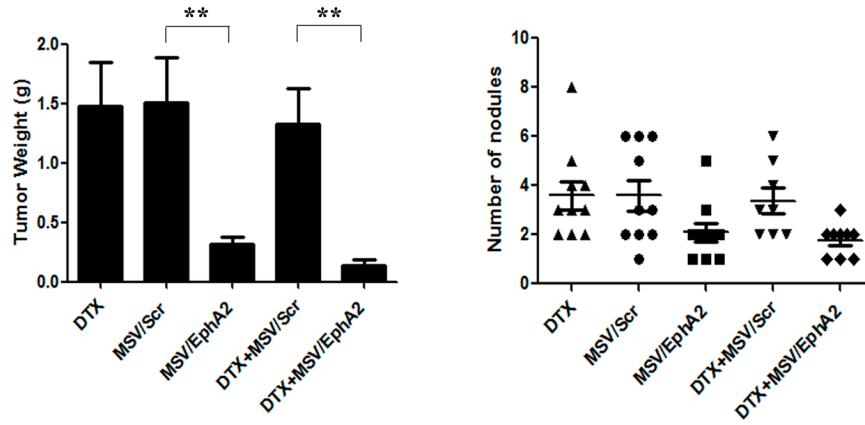 ** **
Tumor Weight (g)
2.0
1.5
1.0
0.5
0.0
DTX
MSV/Scr
MSV/EphA2
DTX+MSV/Scr
DTX+MSV/EphA2
Number of nodules
10
8
6
4
2
0
DTX
MSV/Scr
MSV/EphA2
DTX+MSV/Scr
DTX+MSV/EphA2